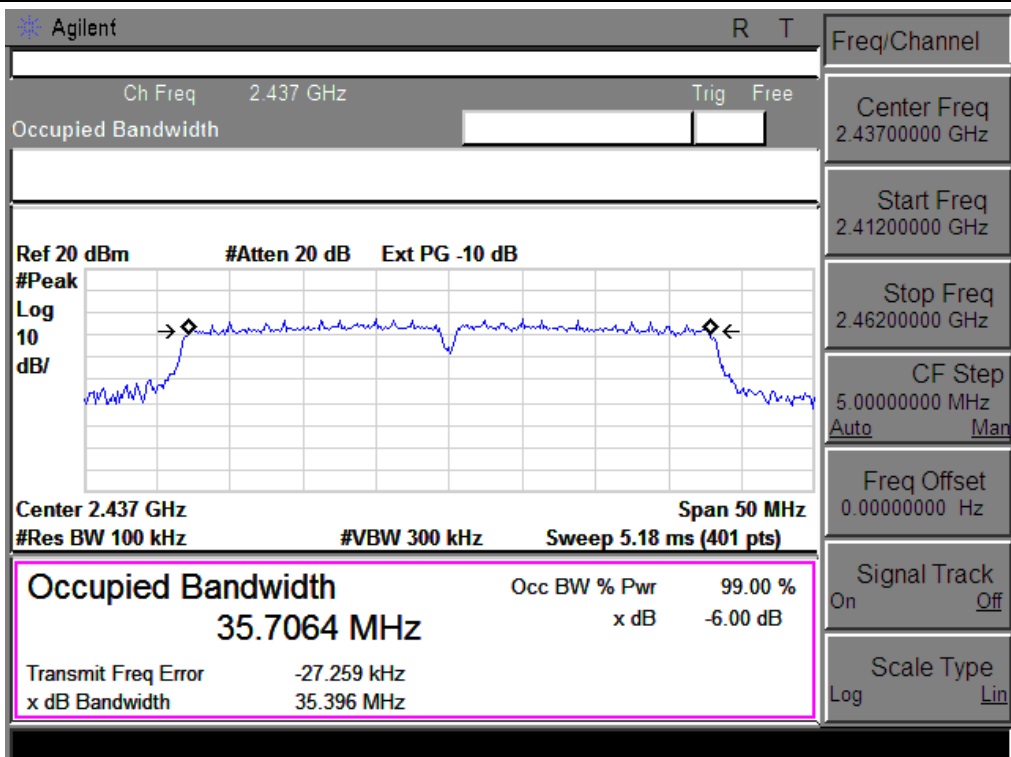 Agilent
R T
Ch Freq 2.437 GHz Trig Free
Occupied Bandwidth
Ref 20 dBm #Atten 20 dB Ext PG -10 dB
#Peak
Log
10
dB/
Center 2.437 GHz Span 50 MHz
#Res BW 100 kHz #VBW 300 kHz Sweep 5.18 ms (401 pts)
Occupied Bandwidth Occ BW % Pwr 99.00 %
35.7064 MHz x dB -6.00 dB
Transmit Freq Error -27.259 kHz
x dB Bandwidth 35.396 MHz
Freq/Channel
Center Freq
2.43700000 GHz
Start Freq
2.41200000 GHz
Stop Freq
2.46200000 GHz
CF Step
5.00000000 MHz
Auto Man
Freq Offset
0.00000000 Hz
Signal Track
On Off
Scale Type
Log Lin